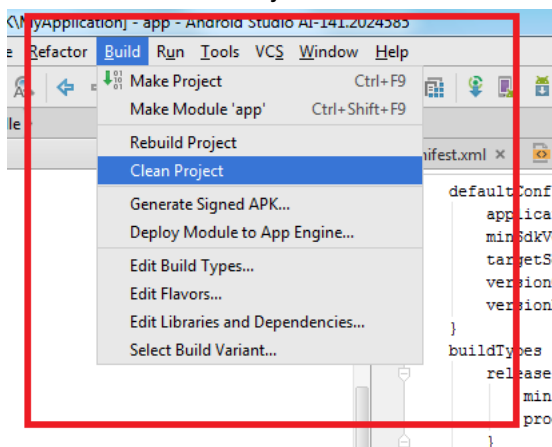 \MyApplication] - app - Android Studio AI-141.2024585
Refactor Build Run Tools VCS Window Help
Make Project Ctrl+F9
Make Module 'app' Ctrl+Shift+F9
Rebuild Project
Clean Project
Generate Signed APK...
Deploy Module to App Engine...
Edit Build Types...
Edit Flavors...
Edit Libraries and Dependencies...
Select Build Variant...
le
nifest.xml
defaultConf
applica
minSdkV
targetS
version
version
}
buildTypes
release
min
pro
}